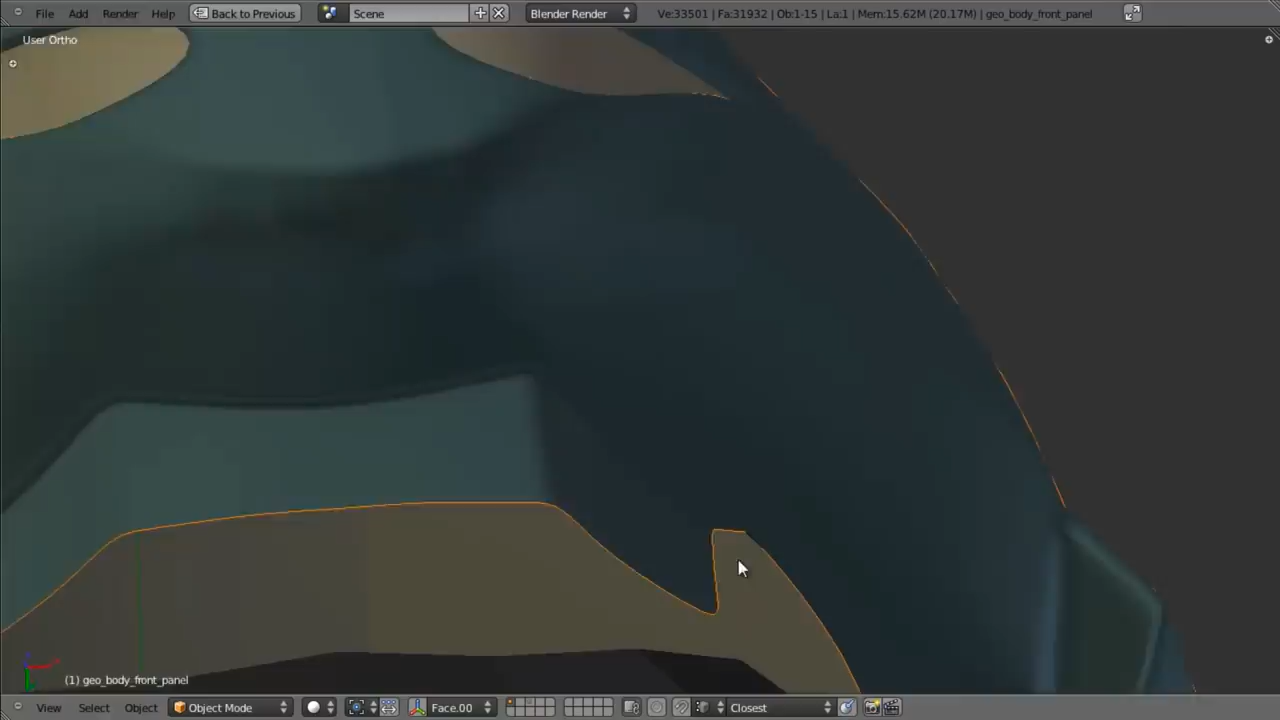 File Add Render Help Back to Previous Scene Blender Render Ve:33501 | Fa:31932 | Ob:1-15 | La:1 | Mem:15.62M (20.17M) | geo_body_front_panel
User Ortho
(1) geo_body_front_panel
View Select Object Object Mode Face.00 Closest